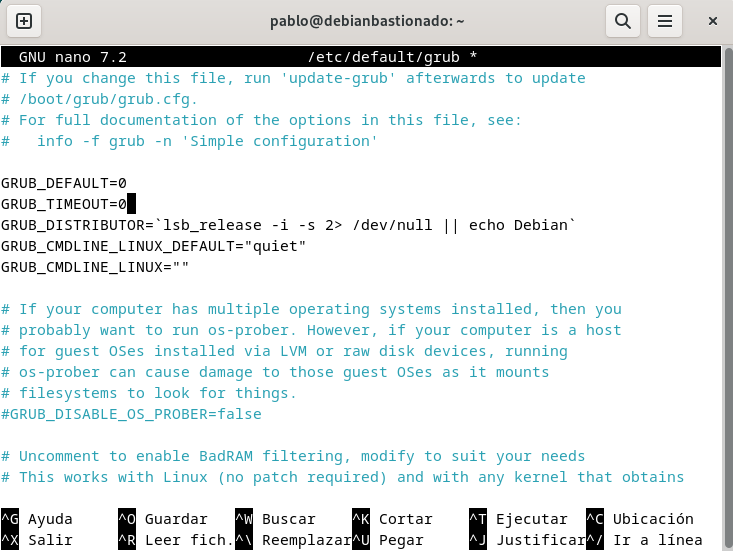 pablo@debianbastionado: ~
GNU nano 7.2 /etc/default/grub *
# If you change this file, run 'update-grub' afterwards to update
# /boot/grub/grub.cfg.
# For full documentation of the options in this file, see:
#   info -f grub -n 'Simple configuration'

GRUB_DEFAULT=0
GRUB_TIMEOUT=0
GRUB_DISTRIBUTOR=`lsb_release -i -s 2> /dev/null || echo Debian`
GRUB_CMDLINE_LINUX_DEFAULT="quiet"
GRUB_CMDLINE_LINUX=""

# If your computer has multiple operating systems installed, then you
# probably want to run os-prober. However, if your computer is a host
# for guest OSes installed via LVM or raw disk devices, running
# os-prober can cause damage to those guest OSes as it mounts
# filesystems to look for things.
#GRUB_DISABLE_OS_PROBER=false

# Uncomment to enable BadRAM filtering, modify to suit your needs
# This works with Linux (no patch required) and with any kernel that obtains

^G Ayuda ^O Guardar ^W Buscar ^K Cortar ^T Ejecutar ^C Ubicación
^X Salir ^R Leer fich. ^\ Reemplazar ^U Pegar ^J Justificar ^/ Ir a línea